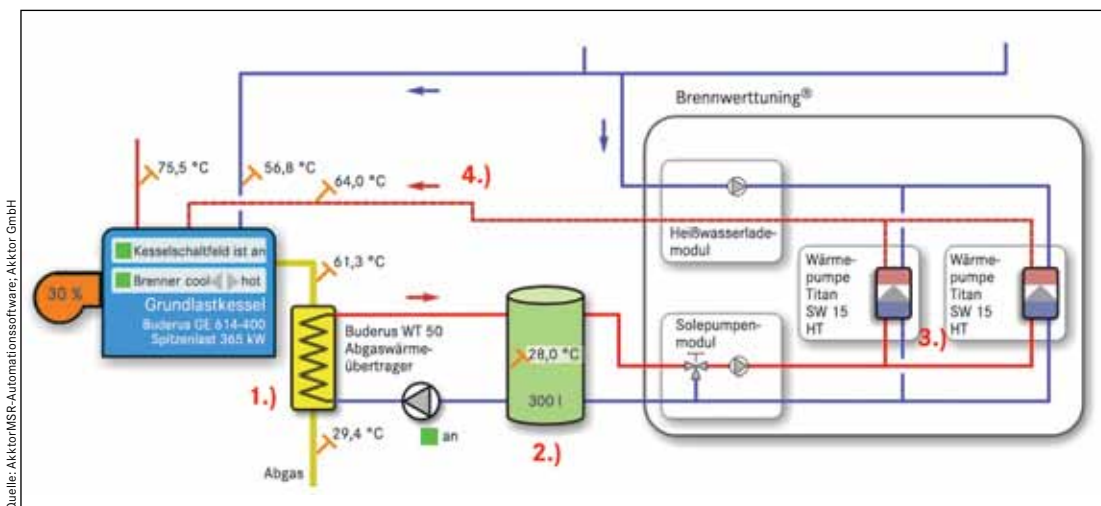 Brennwerttuning®
75,5 °C
56,8 °C
64,0 °C
4.)
Kesselschaltfeld ist an
Brenner cool hot
Grundlastkessel
Buderus GE 614-400
Spitzenlast 365 kW
30 %
61,3 °C
Buderus WT 50
Abgaswärme-
übertrager
1.)
29,4 °C
Abgas
an
28,0 °C
300 l
2.)
Heißwasserlade-
modul
Solepumpen-
modul
Wärme-
pumpe
Titan
SW 15
HT
3.)
Wärme-
pumpe
Titan
SW 15
HT
Quelle: AkktorMSR-Automationssoftware; Akktor GmbH